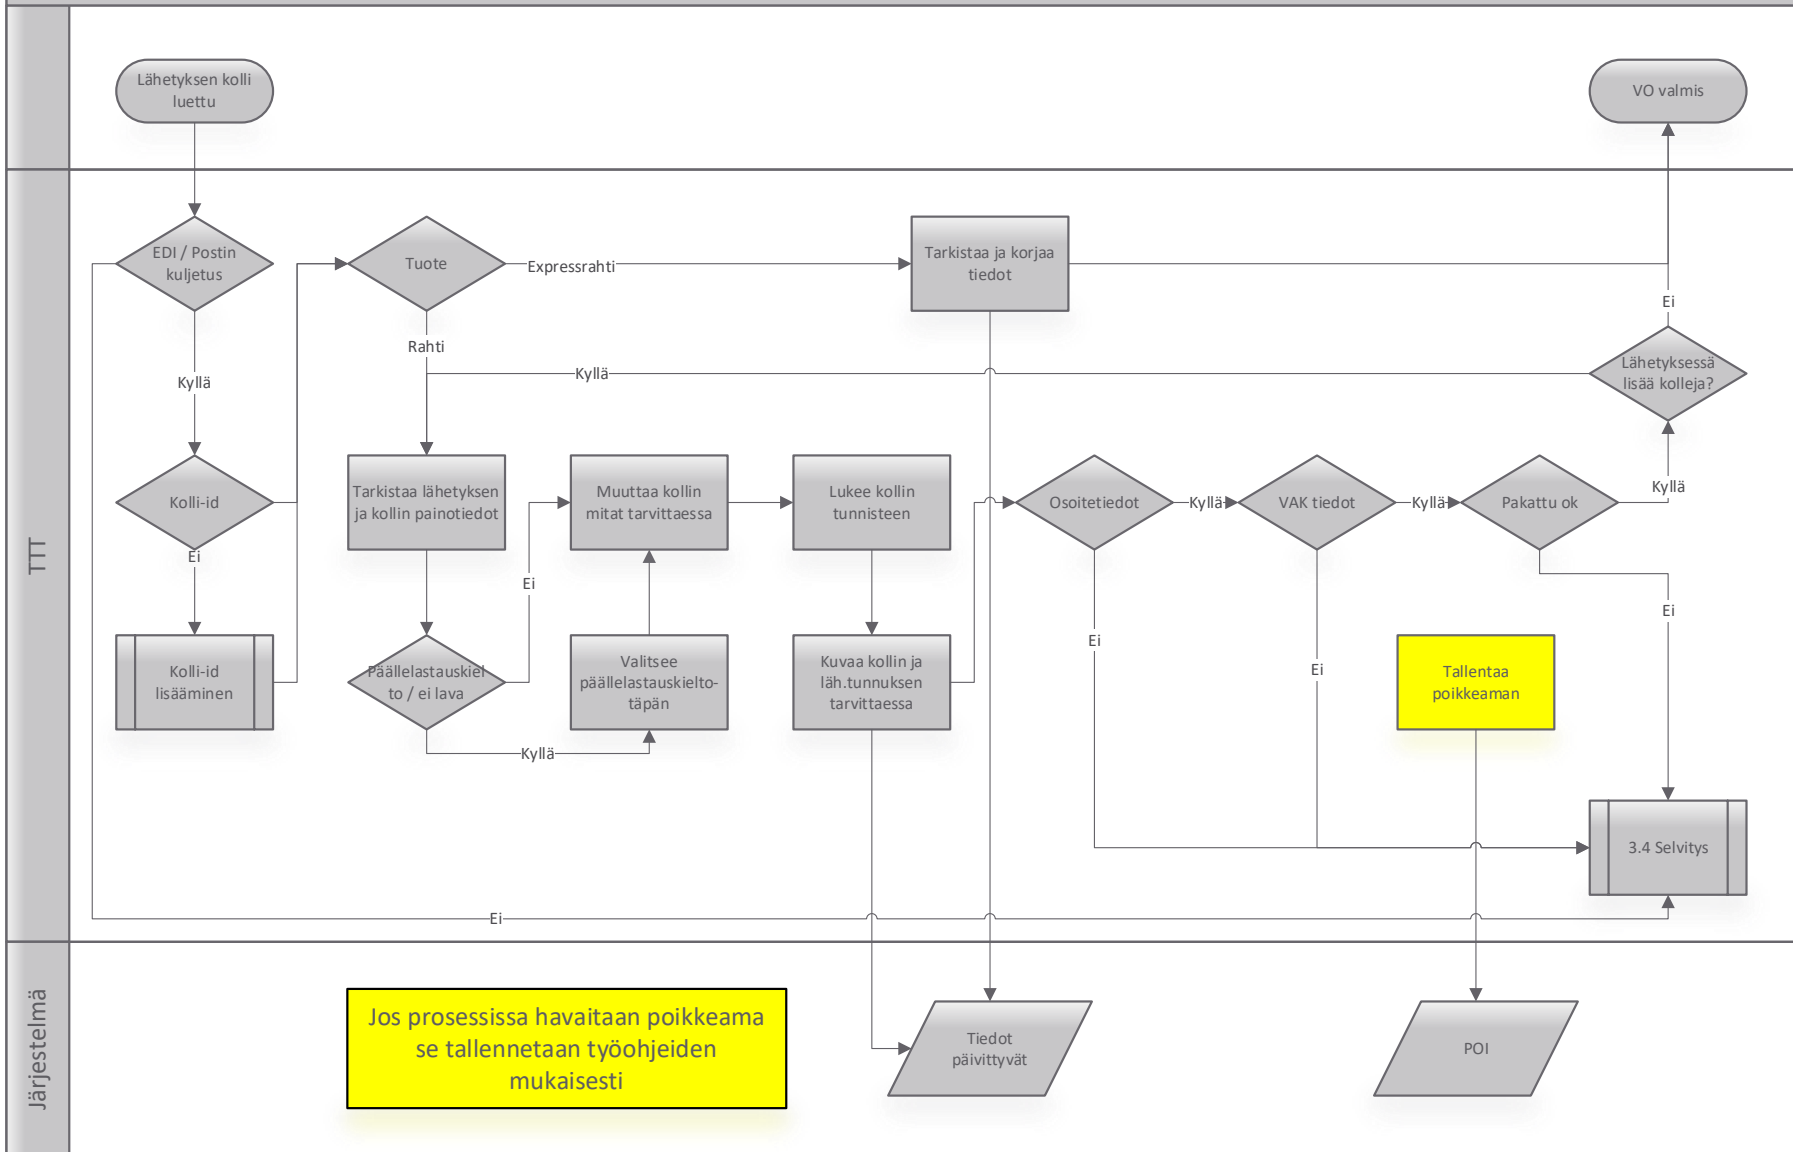 Lähetyksen kolli
luettu
VO valmis
TTT
EDI / Postin
kuljetus
Tuote
Expressrahti
Tarkistaa ja korjaa
tiedot
Ei
Rahti
Kyllä
Kyllä
Lähetyksessä
lisää kolleja?
Kolli-id
Ei
Tarkistaa lähetyksen
ja kollin painotiedot
Muuttaa kollin
mitat tarvittaessa
Lukee kollin
tunnisteen
Osoitetiedot
Kyllä
VAK tiedot
Kyllä
Pakattu ok
Kyllä
Ei
Ei
Ei
Ei
Kolli-id
lisääminen
Päällelastauskiel
to / ei lava
Kyllä
Valitsee
päällelastauskielto-
täpän
Kuvaa kollin ja
läh.tunnuksen
tarvittaessa
Tallentaa
poikkeaman
3.4 Selvitys
Ei
Järjestelmä
Jos prosessissa havaitaan poikkeama
se tallennetaan työohjeiden
mukaisesti
Tiedot
päivittyvät
POI